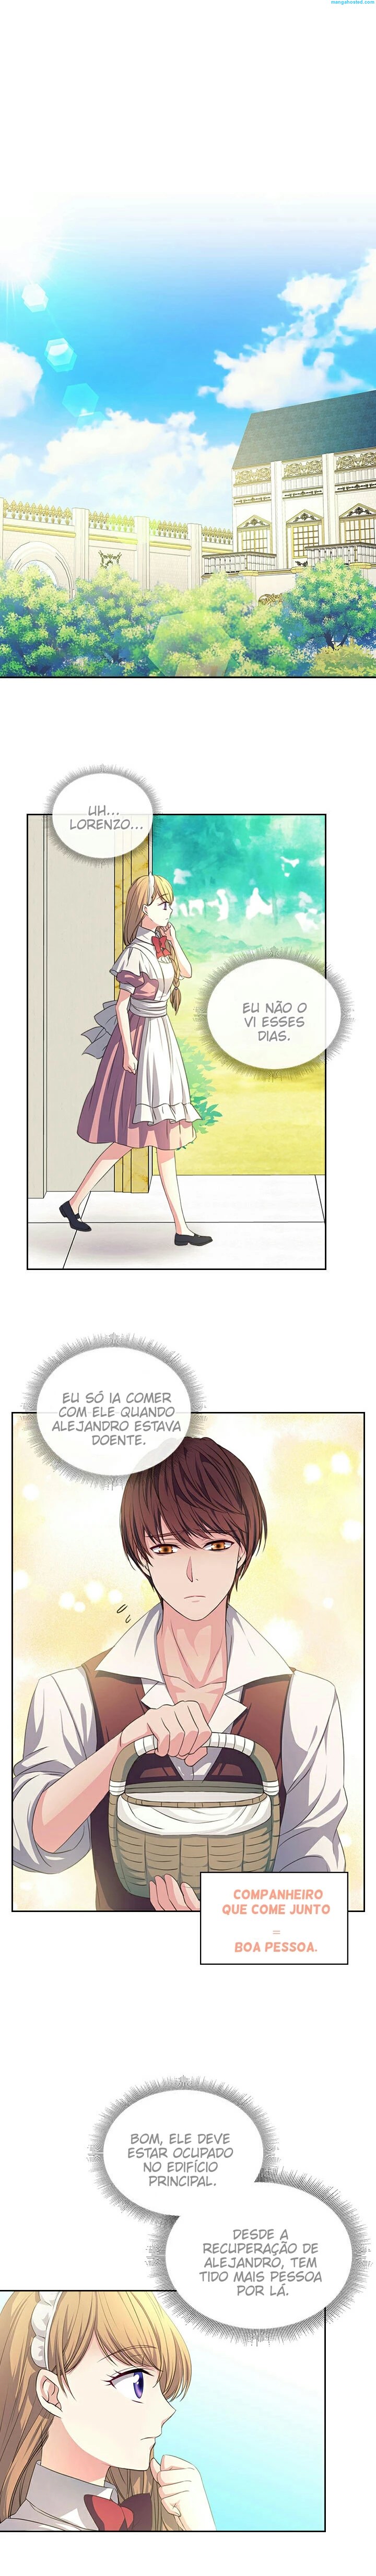 mangahosted.com
UH...
LORENZO...
EU NÃO O
VI ESSES
DIAS.
EU SÓ IA COMER
COM ELE QUANDO
ALEJANDRO ESTAVA
DOENTE.
COMPANHEIRO
QUE COME JUNTO
=
BOA PESSOA.
BOM, ELE DEVE
ESTAR OCUPADO
NO EDIFÍCIO
PRINCIPAL.
DESDE A
RECUPERAÇÃO DE
ALEJANDRO, TEM
TIDO MAIS PESSOA
POR LÁ.